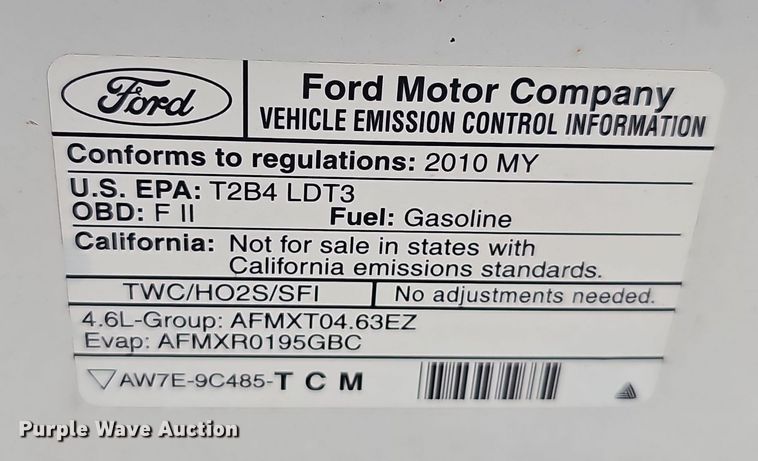 Ford
Ford Motor Company
VEHICLE EMISSION CONTROL INFORMATION
Conforms to regulations: 2010 MY
U.S. EPA: T2B4 LDT3
OBD: F II Fuel: Gasoline
California: Not for sale in states with
California emissions standards.
TWC/HO2S/SFI No adjustments needed.
4.6L-Group: AFMXT04.63EZ
Evap: AFMXR0195GBC
AW7E-9C485-T C M
Purple Wave Auction